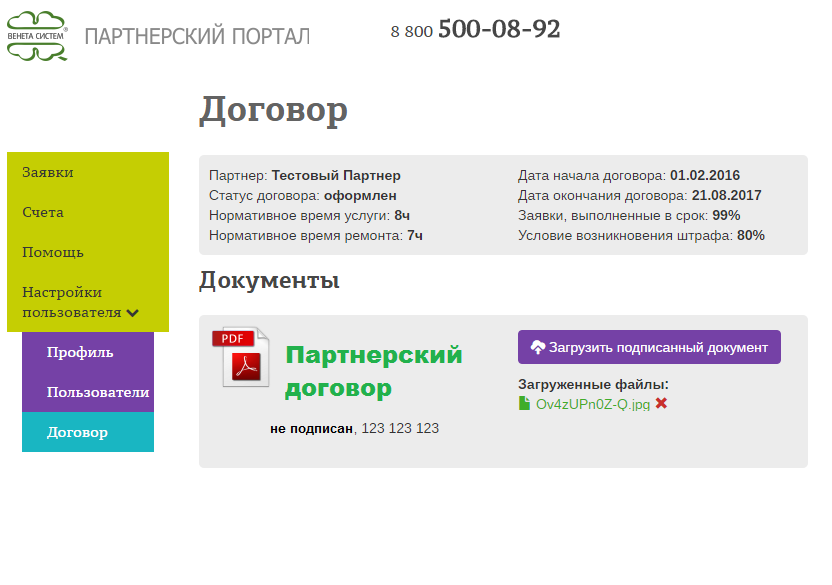 ВЕНЕТА СИСТЕМ®
ПАРТНЕРСКИЙ ПОРТАЛ
8 800 500-08-92
Договор
Заявки
Счета
Помощь
Настройки
пользователя
Профиль
Пользователи
Договор
Партнер: Тестовый Партнер
Статус договора: оформлен
Нормативное время услуги: 8ч
Нормативное время ремонта: 7ч
Дата начала договора: 01.02.2016
Дата окончания договора: 21.08.2017
Заявки, выполненные в срок: 99%
Условие возникновения штрафа: 80%
Документы
PDF
Партнерский
договор
не подписан, 123 123 123
Загрузить подписанный документ
Загруженные файлы:
Ov4zUPn0Z-Q.jpg